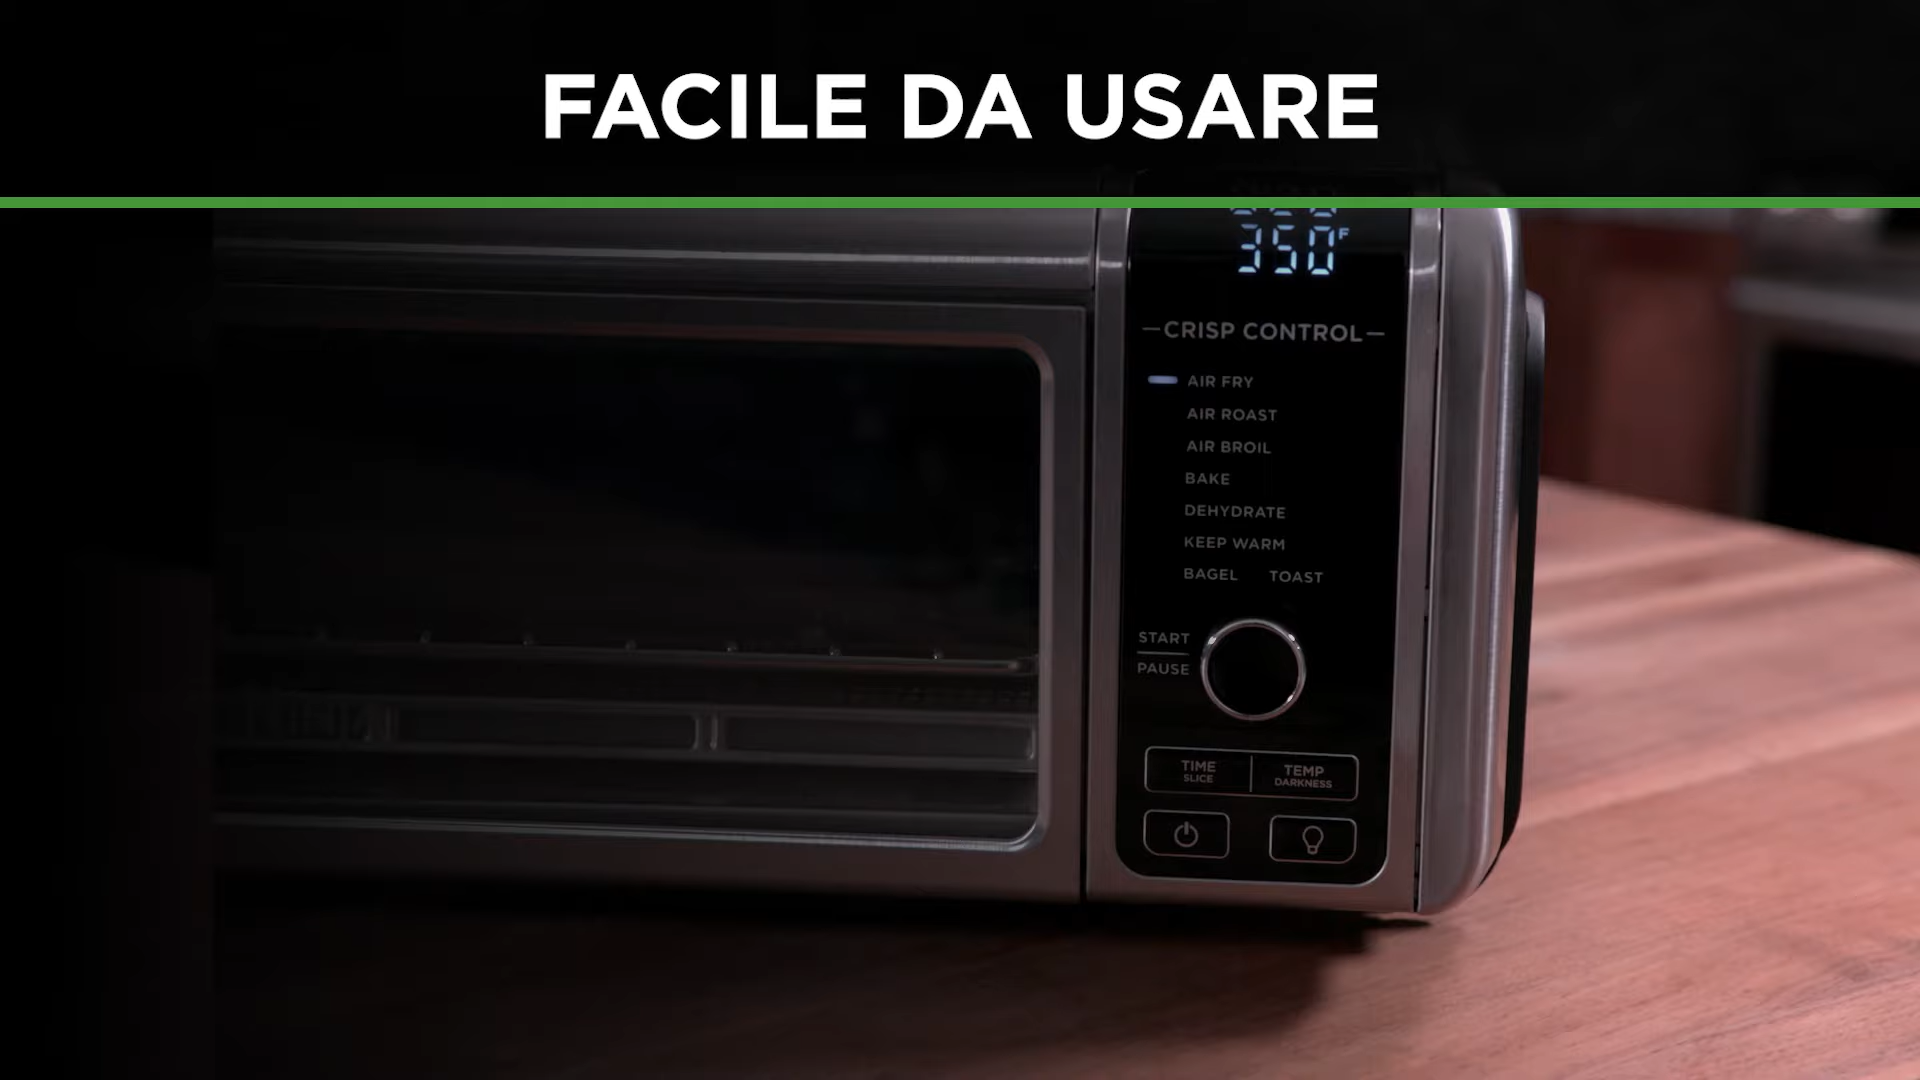 FACILE DA USARE
350F
CRISP CONTROL
AIR FRY
AIR ROAST
AIR BROIL
BAKE
DEHYDRATE
KEEP WARM
BAGEL TOAST
START
PAUSE
TIME TEMP
SLICE DARKNESS